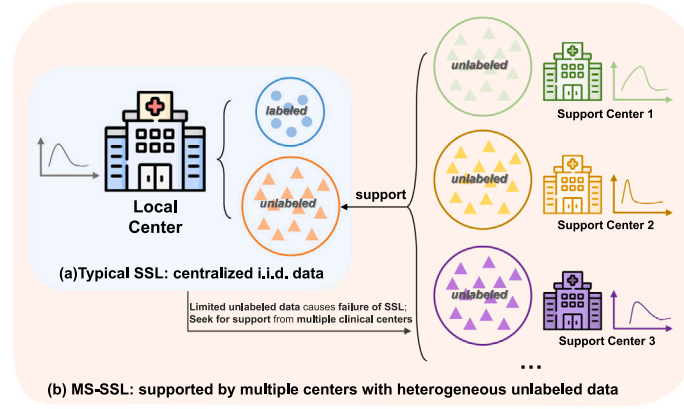 labeled
unlabeled
Local
Center
(a)Typical SSL: centralized i.i.d. data
support
unlabeled
Support Center 1
unlabeled
Support Center 2
unlabeled
Support Center 3
...
Limited unlabeled data causes failure of SSL;
Seek for support from multiple clinical centers
(b) MS-SSL: supported by multiple centers with heterogeneous unlabeled data